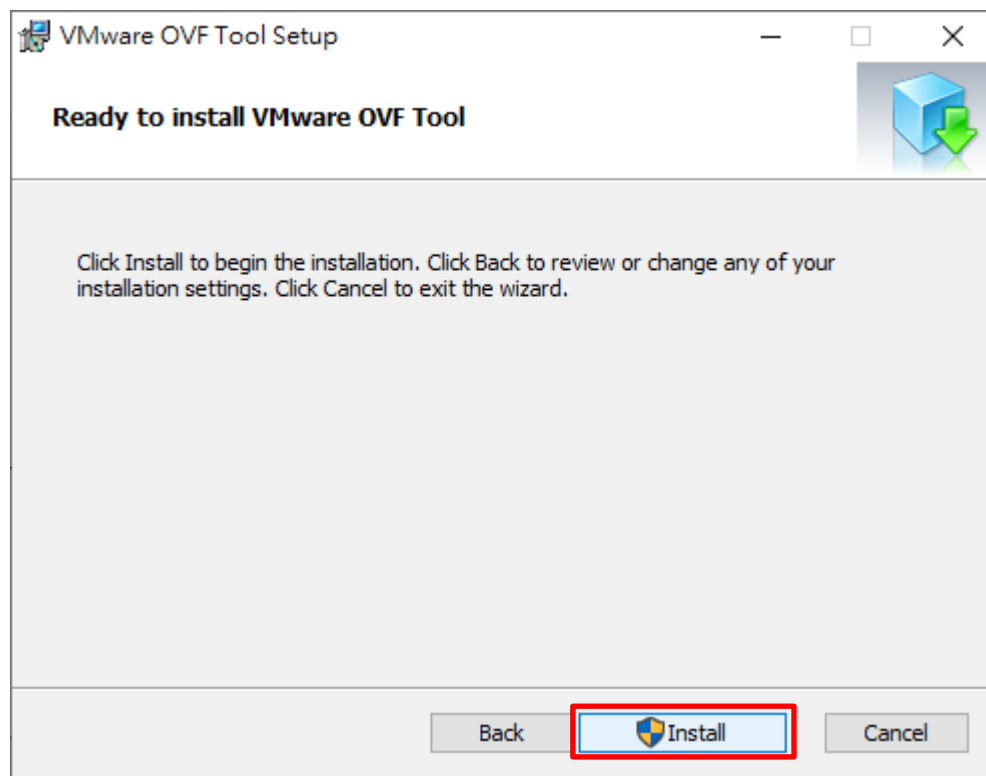 VMware OVF Tool Setup
Ready to install VMware OVF Tool
Click Install to begin the installation. Click Back to review or change any of your
installation settings. Click Cancel to exit the wizard.
Back Install Cancel